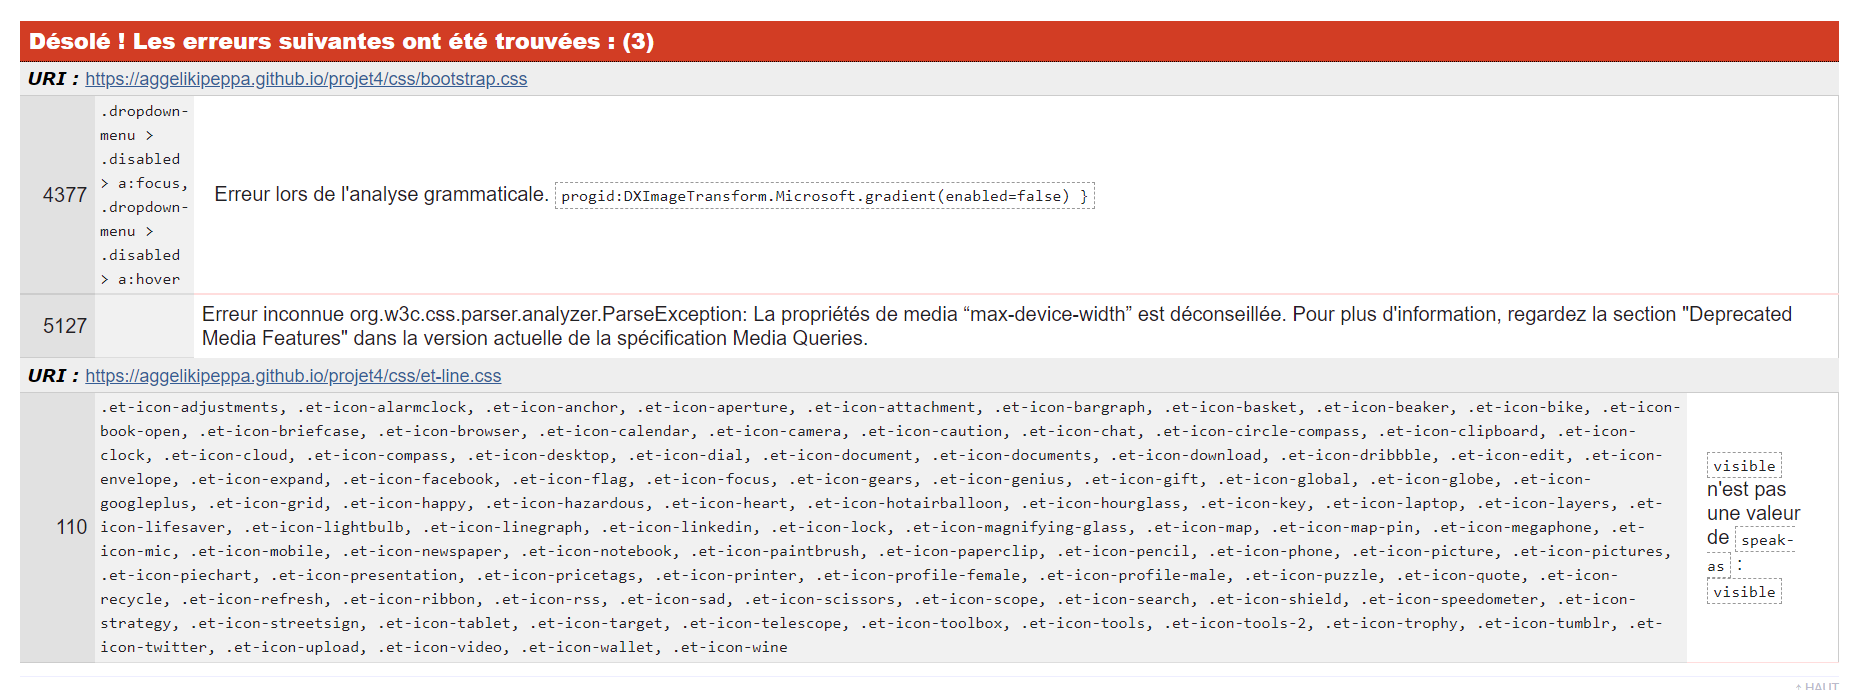 Désolé ! Les erreurs suivantes ont été trouvées : (3)
URI : https://aggelikipeppa.github.io/projet4/css/bootstrap.css
4377
.dropdown-
menu >
.disabled
> a:focus,
.dropdown-
menu >
.disabled
> a:hover
Erreur lors de l'analyse grammaticale. progid:DXImageTransform.Microsoft.gradient(enabled=false) }
5127
Erreur inconnue org.w3c.css.parser.analyzer.ParseException: La propriétés de media “max-device-width” est déconseillée. Pour plus d'information, regardez la section "Deprecated
Media Features" dans la version actuelle de la spécification Media Queries.
URI : https://aggelikipeppa.github.io/projet4/css/et-line.css
110
.et-icon-adjustments, .et-icon-alarmclock, .et-icon-anchor, .et-icon-aperture, .et-icon-attachment, .et-icon-bargraph, .et-icon-basket, .et-icon-beaker, .et-icon-bike, .et-icon-
book-open, .et-icon-briefcase, .et-icon-browser, .et-icon-calendar, .et-icon-camera, .et-icon-caution, .et-icon-chat, .et-icon-circle-compass, .et-icon-clipboard, .et-icon-
clock, .et-icon-cloud, .et-icon-compass, .et-icon-desktop, .et-icon-dial, .et-icon-document, .et-icon-documents, .et-icon-download, .et-icon-dribbble, .et-icon-edit, .et-icon-
envelope, .et-icon-expand, .et-icon-facebook, .et-icon-flag, .et-icon-focus, .et-icon-gears, .et-icon-genius, .et-icon-gift, .et-icon-global, .et-icon-globe, .et-icon-
googleplus, .et-icon-grid, .et-icon-happy, .et-icon-hazardous, .et-icon-heart, .et-icon-hotairballoon, .et-icon-hourglass, .et-icon-key, .et-icon-laptop, .et-icon-layers, .et-
icon-lifesaver, .et-icon-lightbulb, .et-icon-linegraph, .et-icon-linkedin, .et-icon-lock, .et-icon-magnifying-glass, .et-icon-map, .et-icon-map-pin, .et-icon-megaphone, .et-
icon-mic, .et-icon-mobile, .et-icon-newspaper, .et-icon-notebook, .et-icon-paintbrush, .et-icon-paperclip, .et-icon-pencil, .et-icon-phone, .et-icon-picture, .et-icon-pictures,
.et-icon-piechart, .et-icon-presentation, .et-icon-pricetags, .et-icon-printer, .et-icon-profile-female, .et-icon-profile-male, .et-icon-puzzle, .et-icon-quote, .et-icon-
recycle, .et-icon-refresh, .et-icon-ribbon, .et-icon-rss, .et-icon-sad, .et-icon-scissors, .et-icon-scope, .et-icon-search, .et-icon-shield, .et-icon-speedometer, .et-icon-
strategy, .et-icon-streetsign, .et-icon-tablet, .et-icon-target, .et-icon-telescope, .et-icon-toolbox, .et-icon-tools, .et-icon-tools-2, .et-icon-trophy, .et-icon-tumblr, .et-
icon-twitter, .et-icon-upload, .et-icon-video, .et-icon-wallet, .et-icon-wine
visible
n'est pas
une valeur
de speak-
as :
visible
↑ HAUT